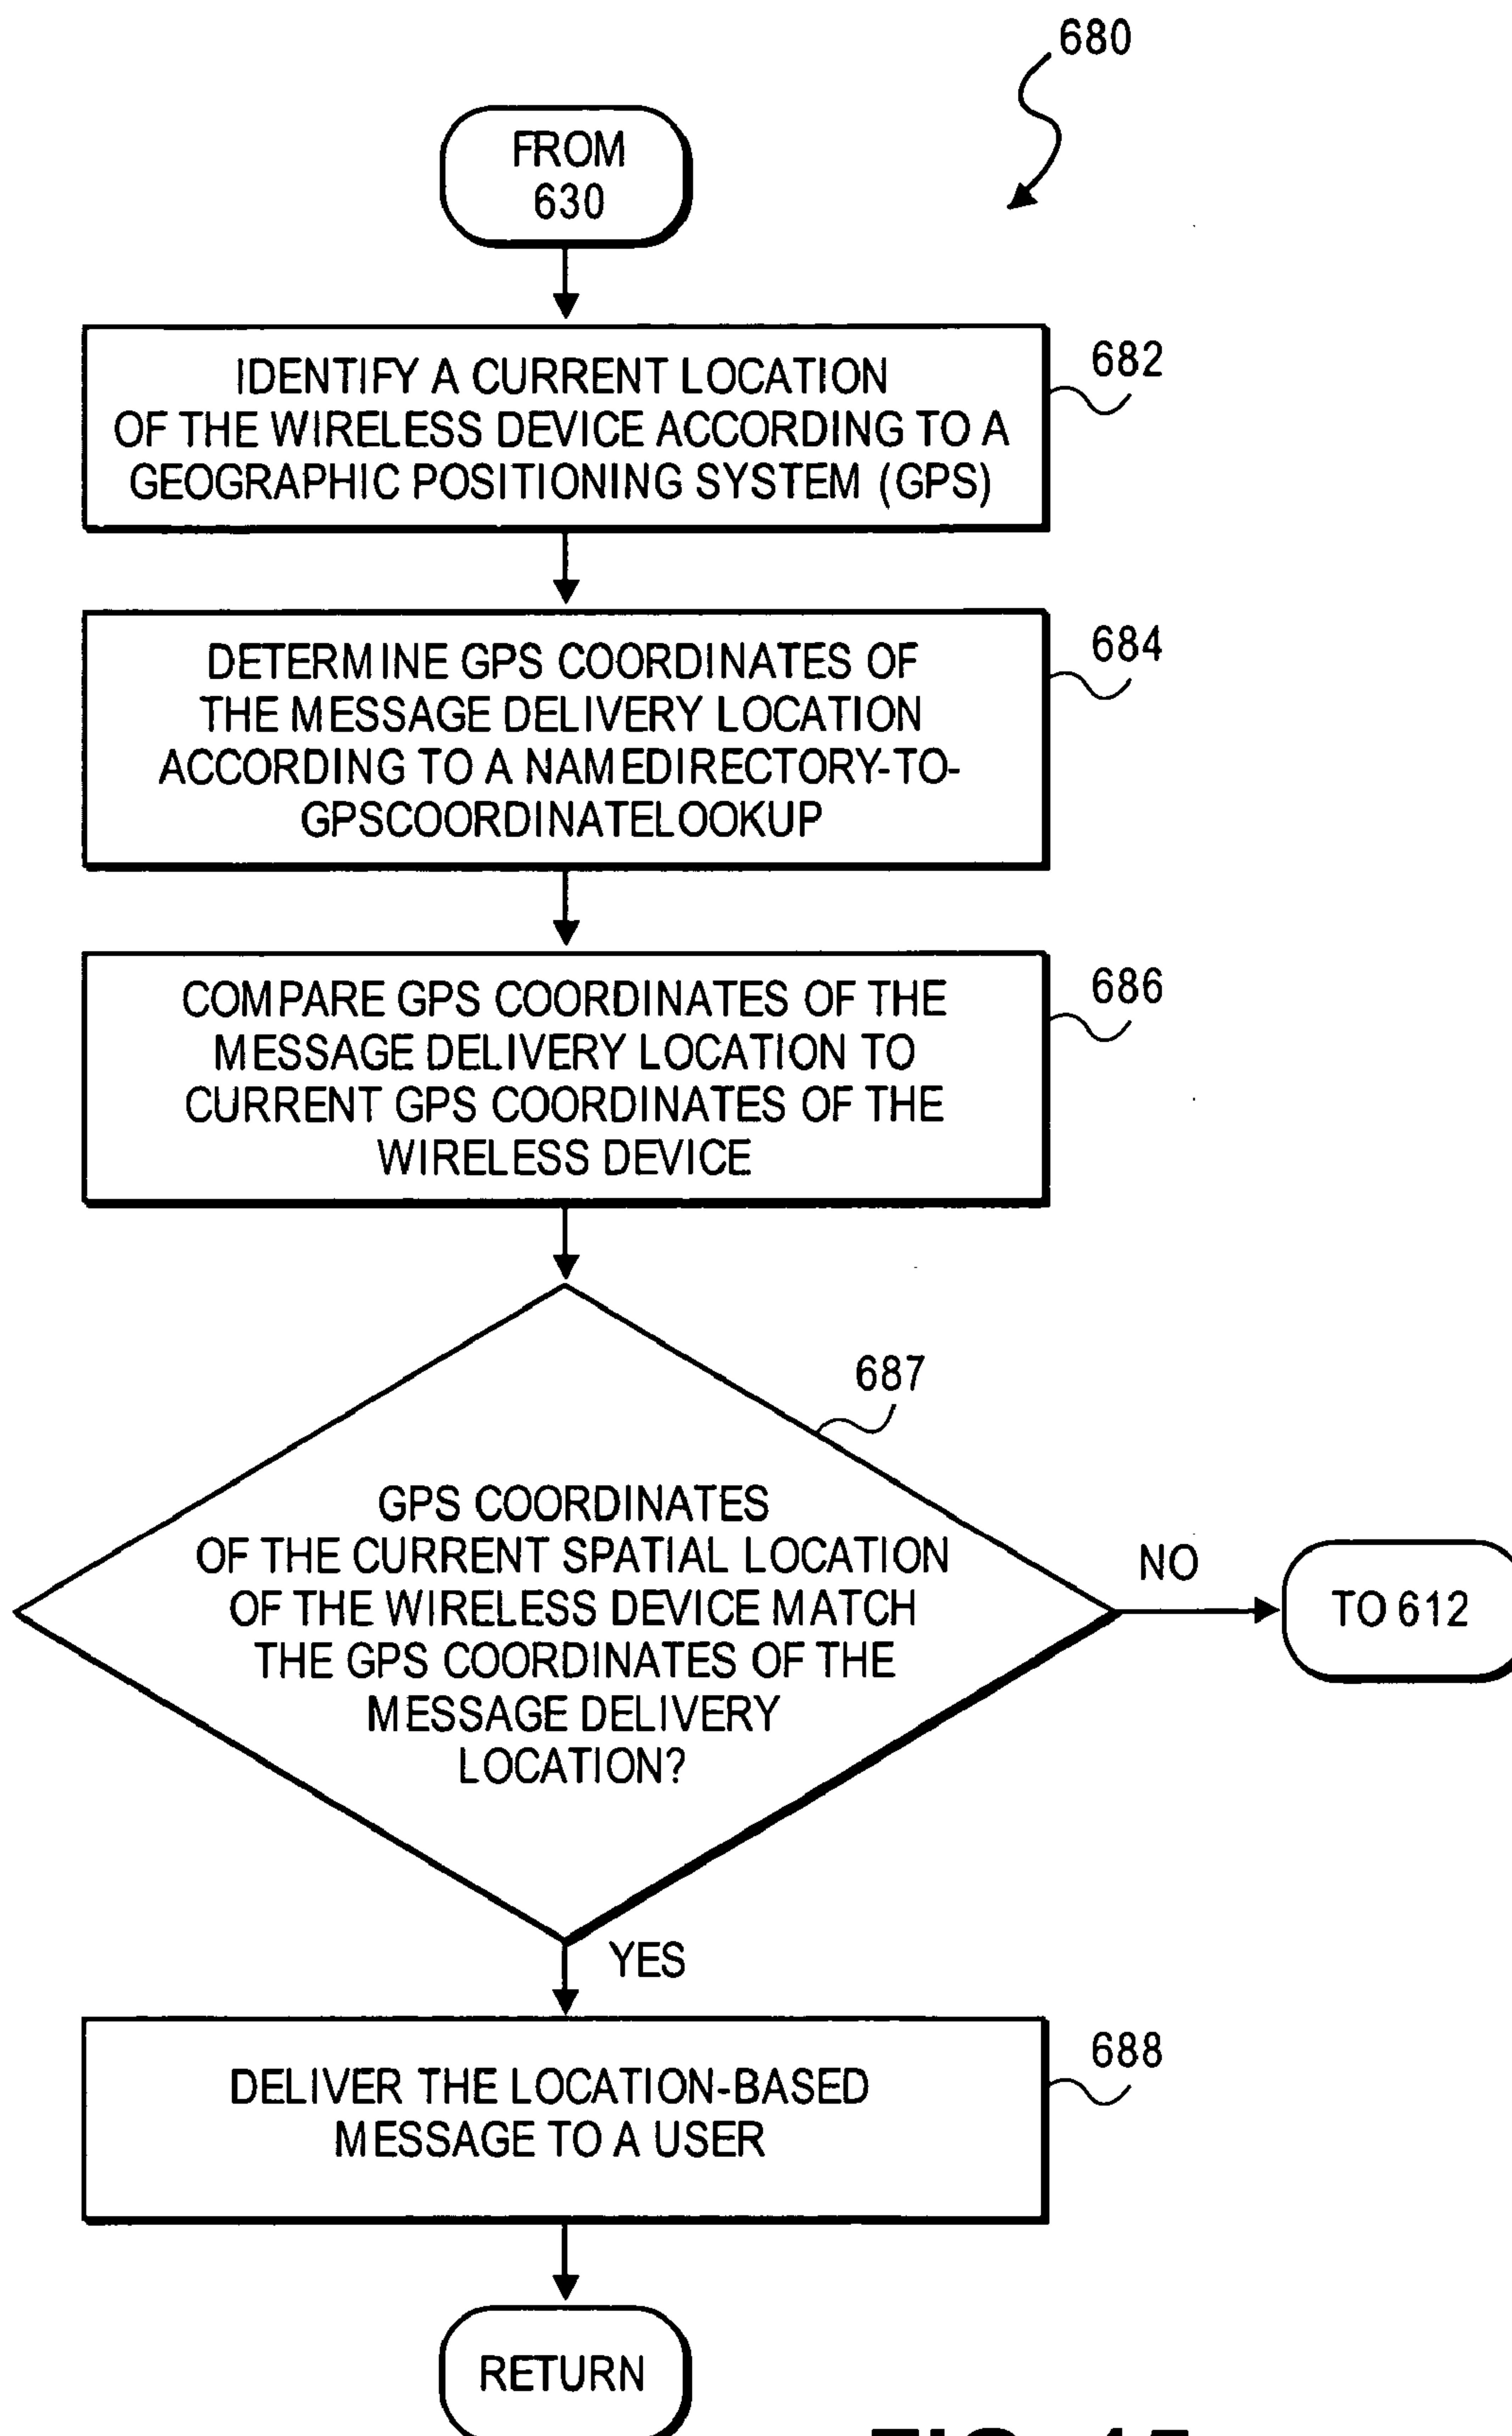 680
FROM
630
IDENTIFY A CURRENT LOCATION
OF THE WIRELESS DEVICE ACCORDING TO A
GEOGRAPHIC POSITIONING SYSTEM (GPS)
682
DETERMINE GPS COORDINATES OF
THE MESSAGE DELIVERY LOCATION
ACCORDING TO A NAMEDIRECTORY-TO-
GPSCOORDINATELOOKUP
684
COMPARE GPS COORDINATES OF THE
MESSAGE DELIVERY LOCATION TO
CURRENT GPS COORDINATES OF THE
WIRELESS DEVICE
686
687
GPS COORDINATES
OF THE CURRENT SPATIAL LOCATION
OF THE WIRELESS DEVICE MATCH
THE GPS COORDINATES OF THE
MESSAGE DELIVERY
LOCATION?
NO
TO 612
YES
DELIVER THE LOCATION-BASED
MESSAGE TO A USER
688
RETURN